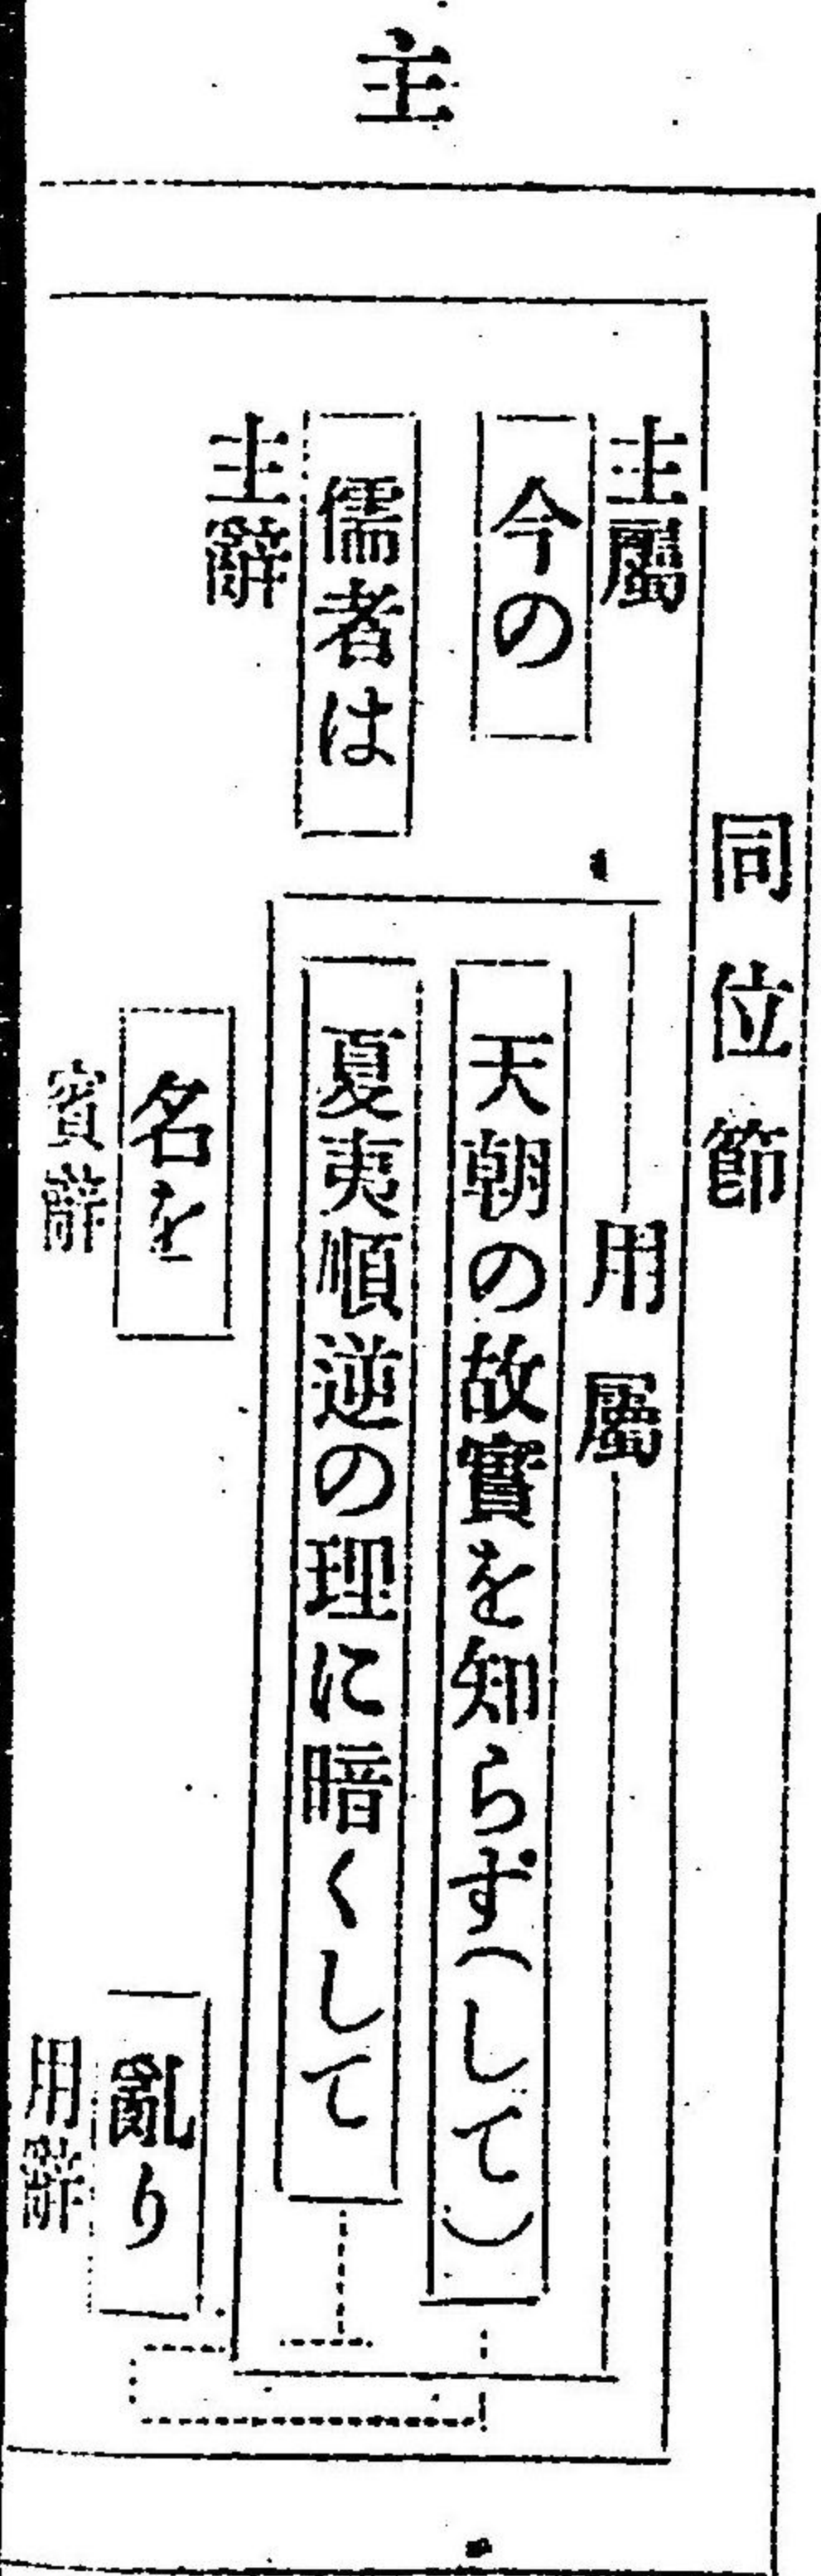 主
同位節
主屬
今の
儒者は
主辭
用屬
天朝の故實を知らず(して)
夏夷順逆の理に暗くして
名を
賓辭
亂り
用辭